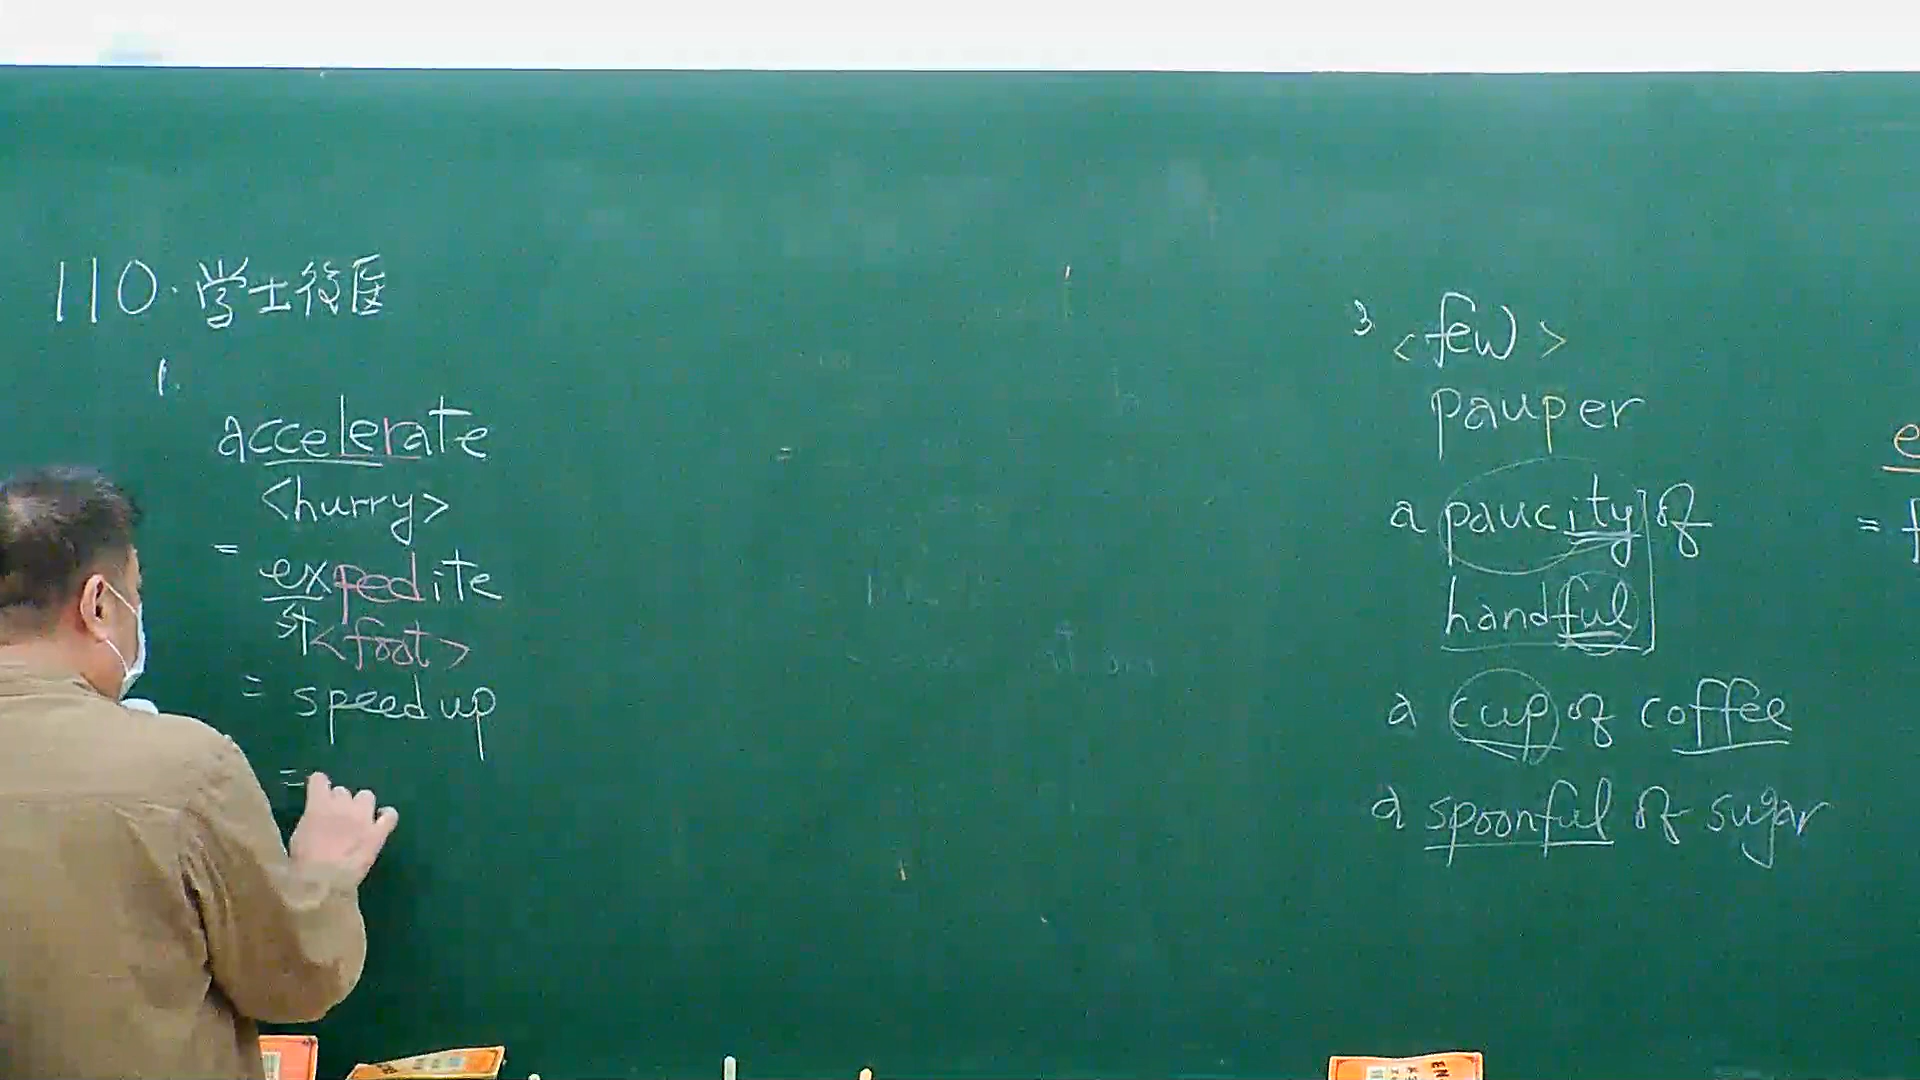 110.学士後医
1.
accelerate
<hurry>
= expedite
外<foot>
= speed up
=
3 <few>
pauper
a paucity of
handful
a cup of coffee
a spoonful of sugar
e
= f
EN